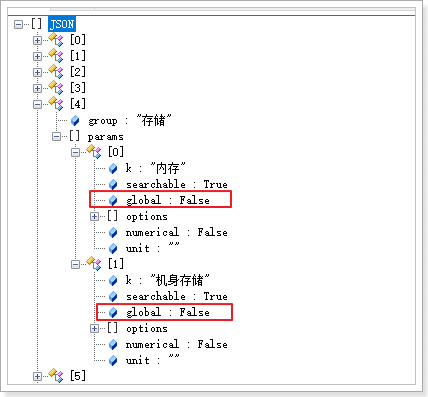 [] JSON
[0]
[1]
[2]
[3]
[4]
group : "存储"
[] params
[0]
k : "内存"
searchable : True
global : False
[] options
numerical : False
unit : ""
[1]
k : "机身存储"
searchable : True
global : False
[] options
numerical : False
unit : ""
[5]